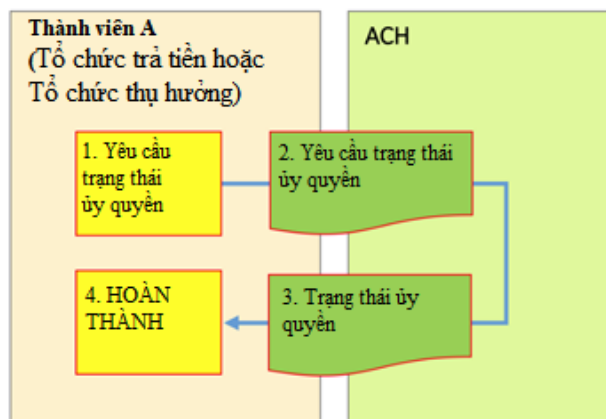 Thành viên A
(Tổ chức trả tiền hoặc
Tổ chức thụ hưởng)
ACH
1. Yêu cầu
trạng thái
ủy quyền
2. Yêu cầu trạng thái
ủy quyền
4. HOÀN
THÀNH
3. Trạng thái ủy
quyền